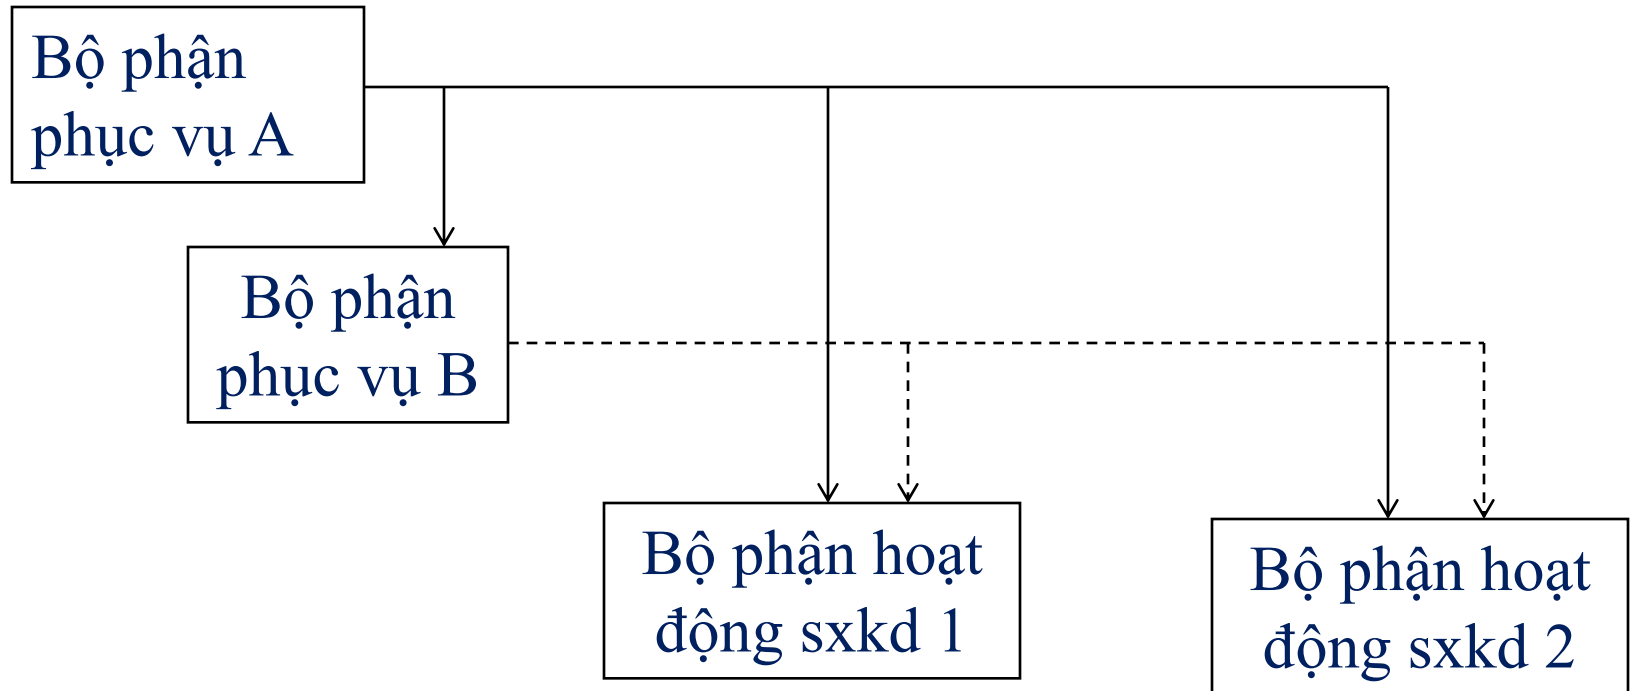 Bộ phận
phục vụ A
Bộ phận
phục vụ B
Bộ phận hoạt
động sxkd 1
Bộ phận hoạt
động sxkd 2